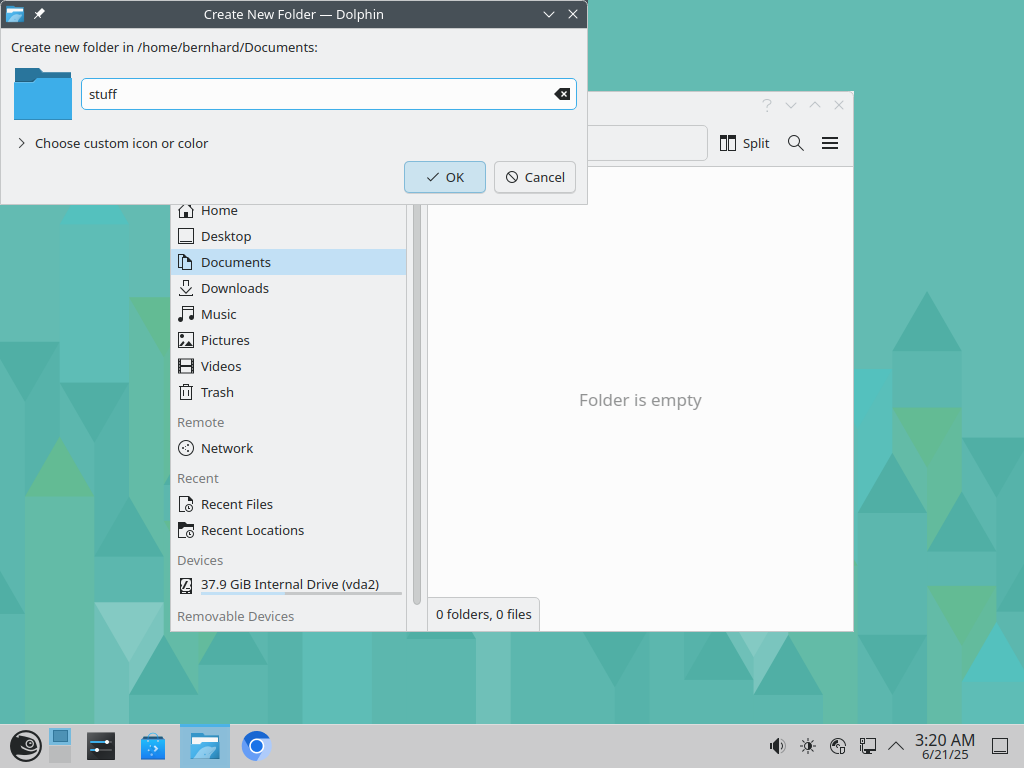 Create New Folder — Dolphin
Create new folder in /home/bernhard/Documents:
stuff
Choose custom icon or color
OK
Cancel
Split
Home
Desktop
Documents
Downloads
Music
Pictures
Videos
Trash
Remote
Network
Recent
Recent Files
Recent Locations
Devices
37.9 GiB Internal Drive (vda2)
Removable Devices
Folder is empty
0 folders, 0 files
3:20 AM
6/21/25